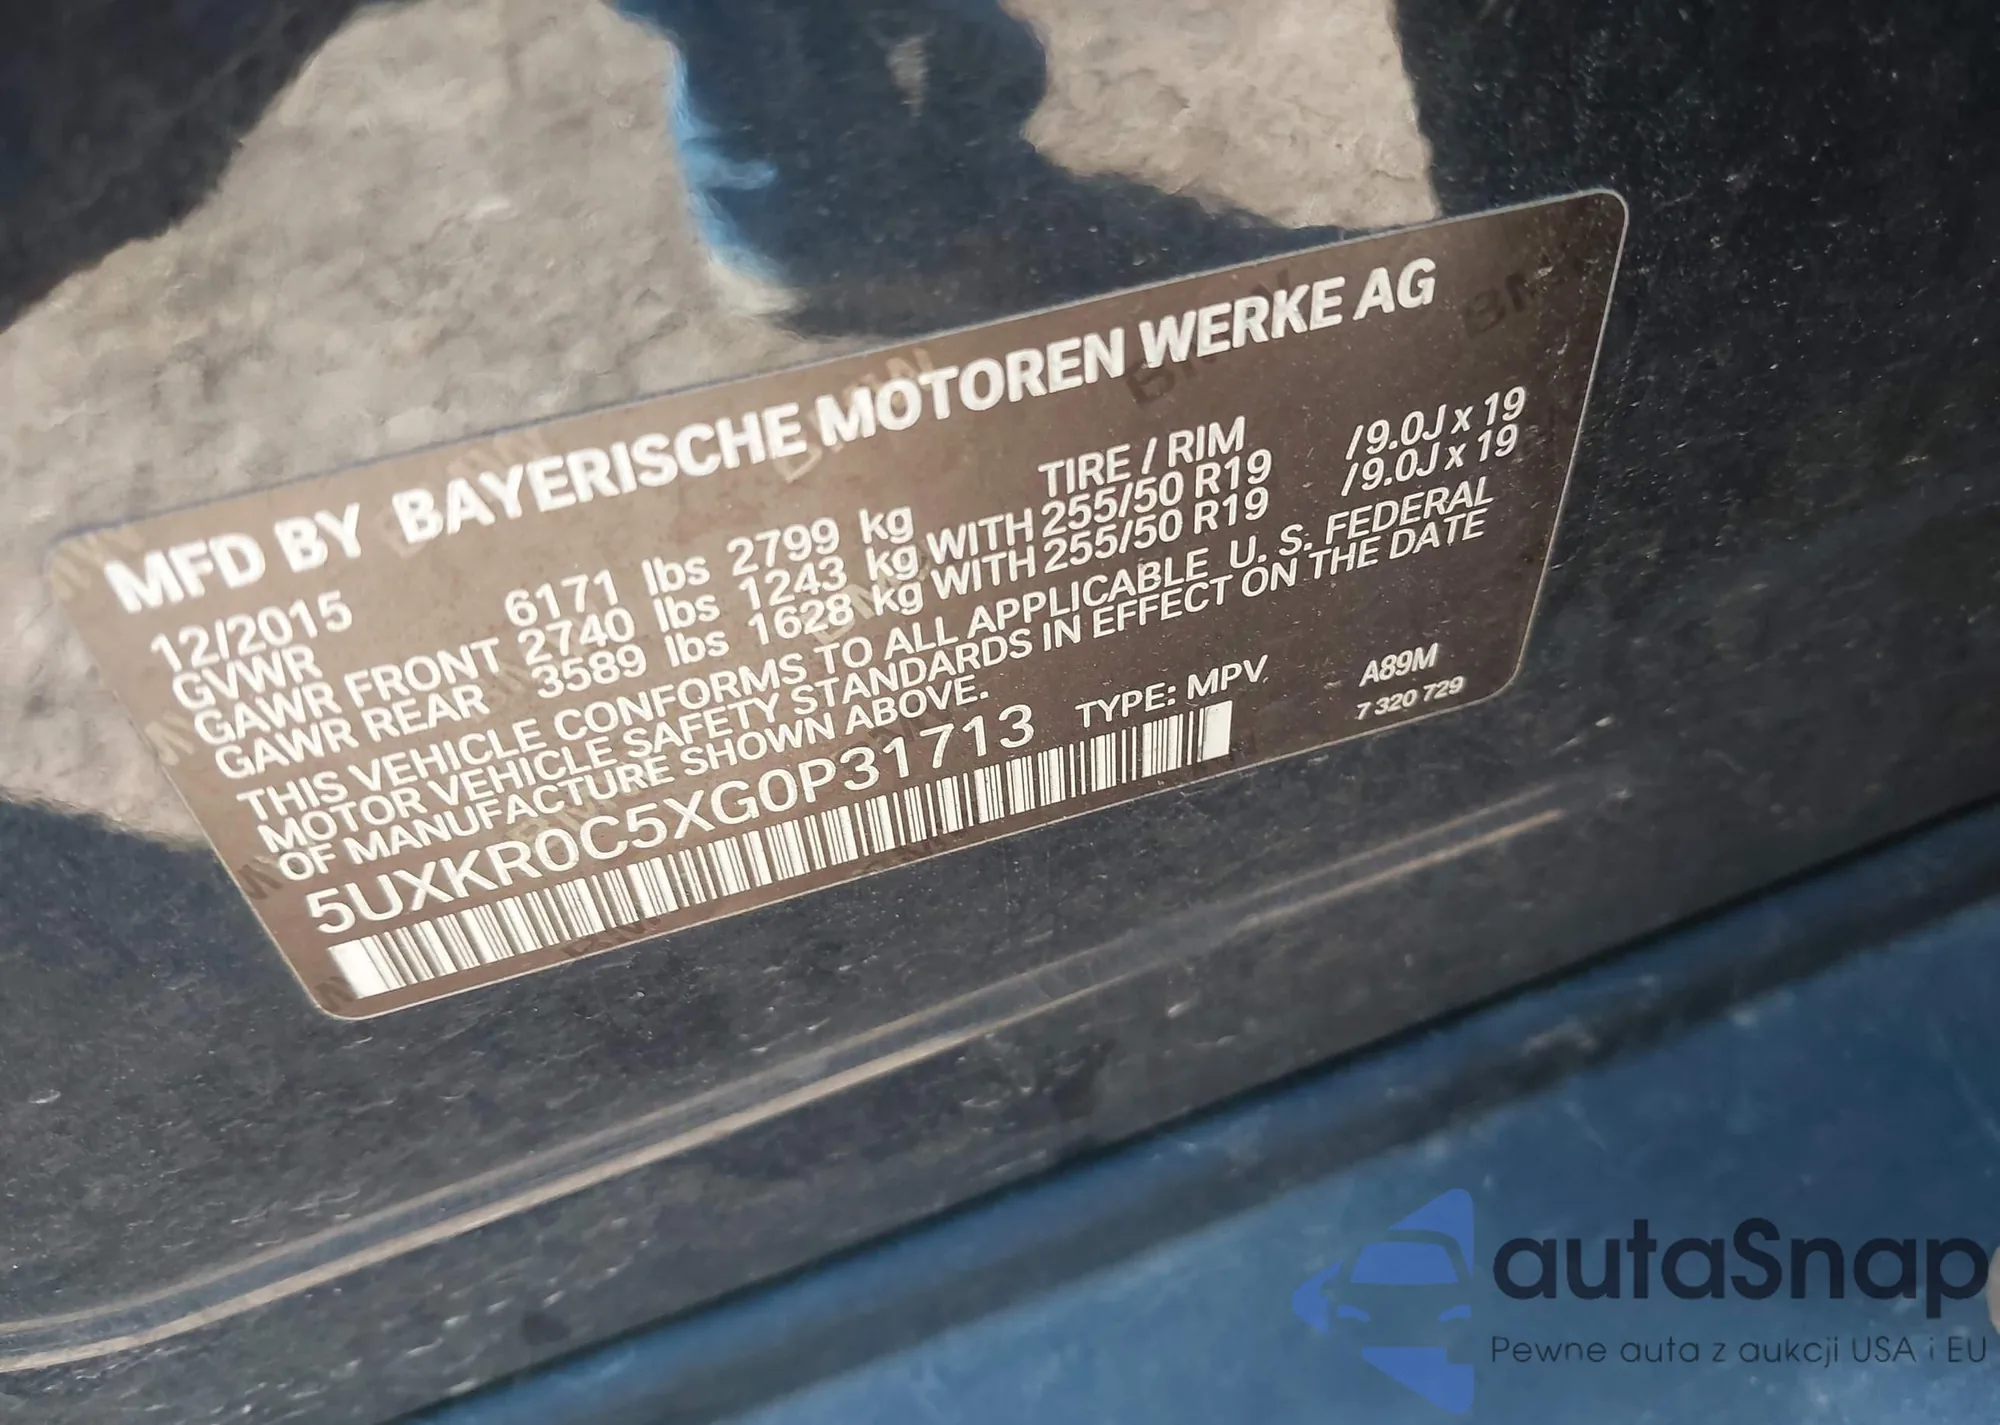 MFD BY BAYERISCHE MOTOREN WERKE AG
12/2015 TIRE / RIM
GVWR 6171 lbs 2799 kg
GAWR FRONT 2740 lbs 1243 kg WITH 255/50 R19 /9.0J x 19
GAWR REAR 3589 lbs 1628 kg WITH 255/50 R19 /9.0J x 19
THIS VEHICLE CONFORMS TO ALL APPLICABLE U. S. FEDERAL
MOTOR VEHICLE SAFETY STANDARDS IN EFFECT ON THE DATE
OF MANUFACTURE SHOWN ABOVE.
5UXKR0C5XG0P31713 TYPE: MPV A89M
7 320 729
autaSnap
Pewne auta z aukcji USA i EU